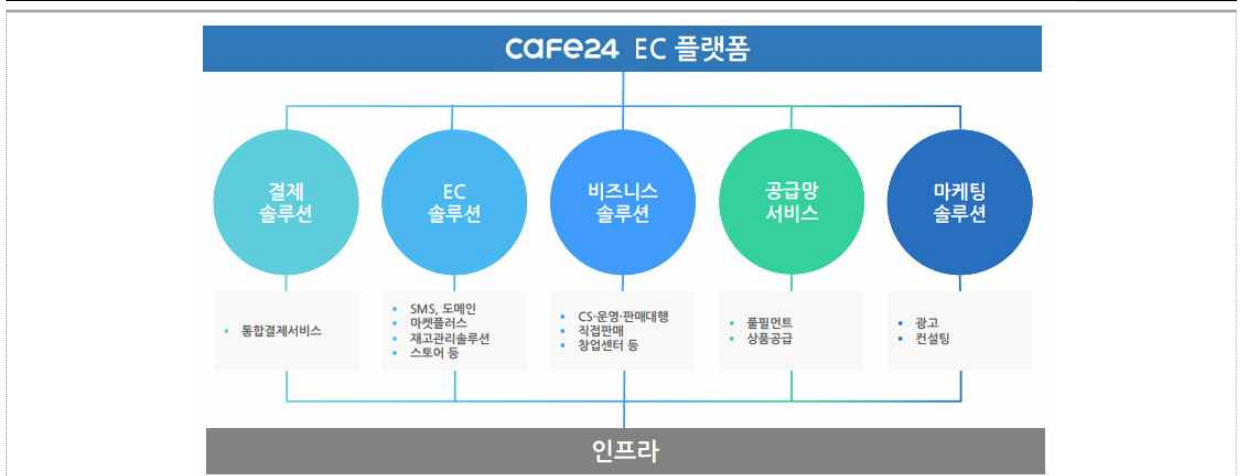 cafe24 EC 플랫폼
결제
솔루션
EC
솔루션
비즈니스
솔루션
공급망
서비스
마케팅
솔루션
• 통합결제서비스
• SMS, 도메인
• 마켓플러스
• 재고관리솔루션
• 스토어 등
• CS·운영·판매대행
• 직접판매
• 창업센터 등
• 풀필먼트
• 상품공급
• 광고
• 컨설팅
인프라